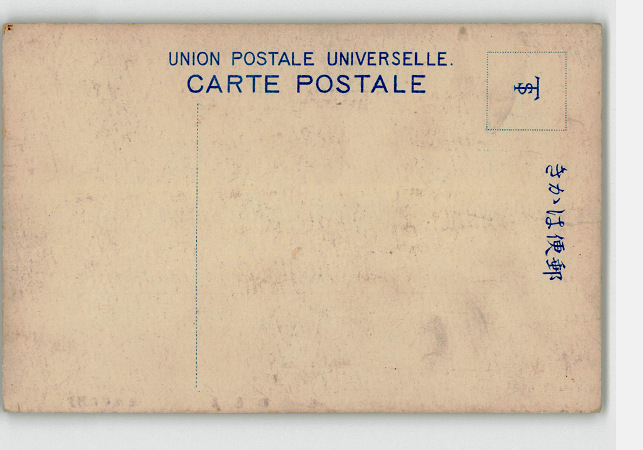 UNION POSTALE UNIVERSELLE.
CARTE POSTALE
きかは便郵